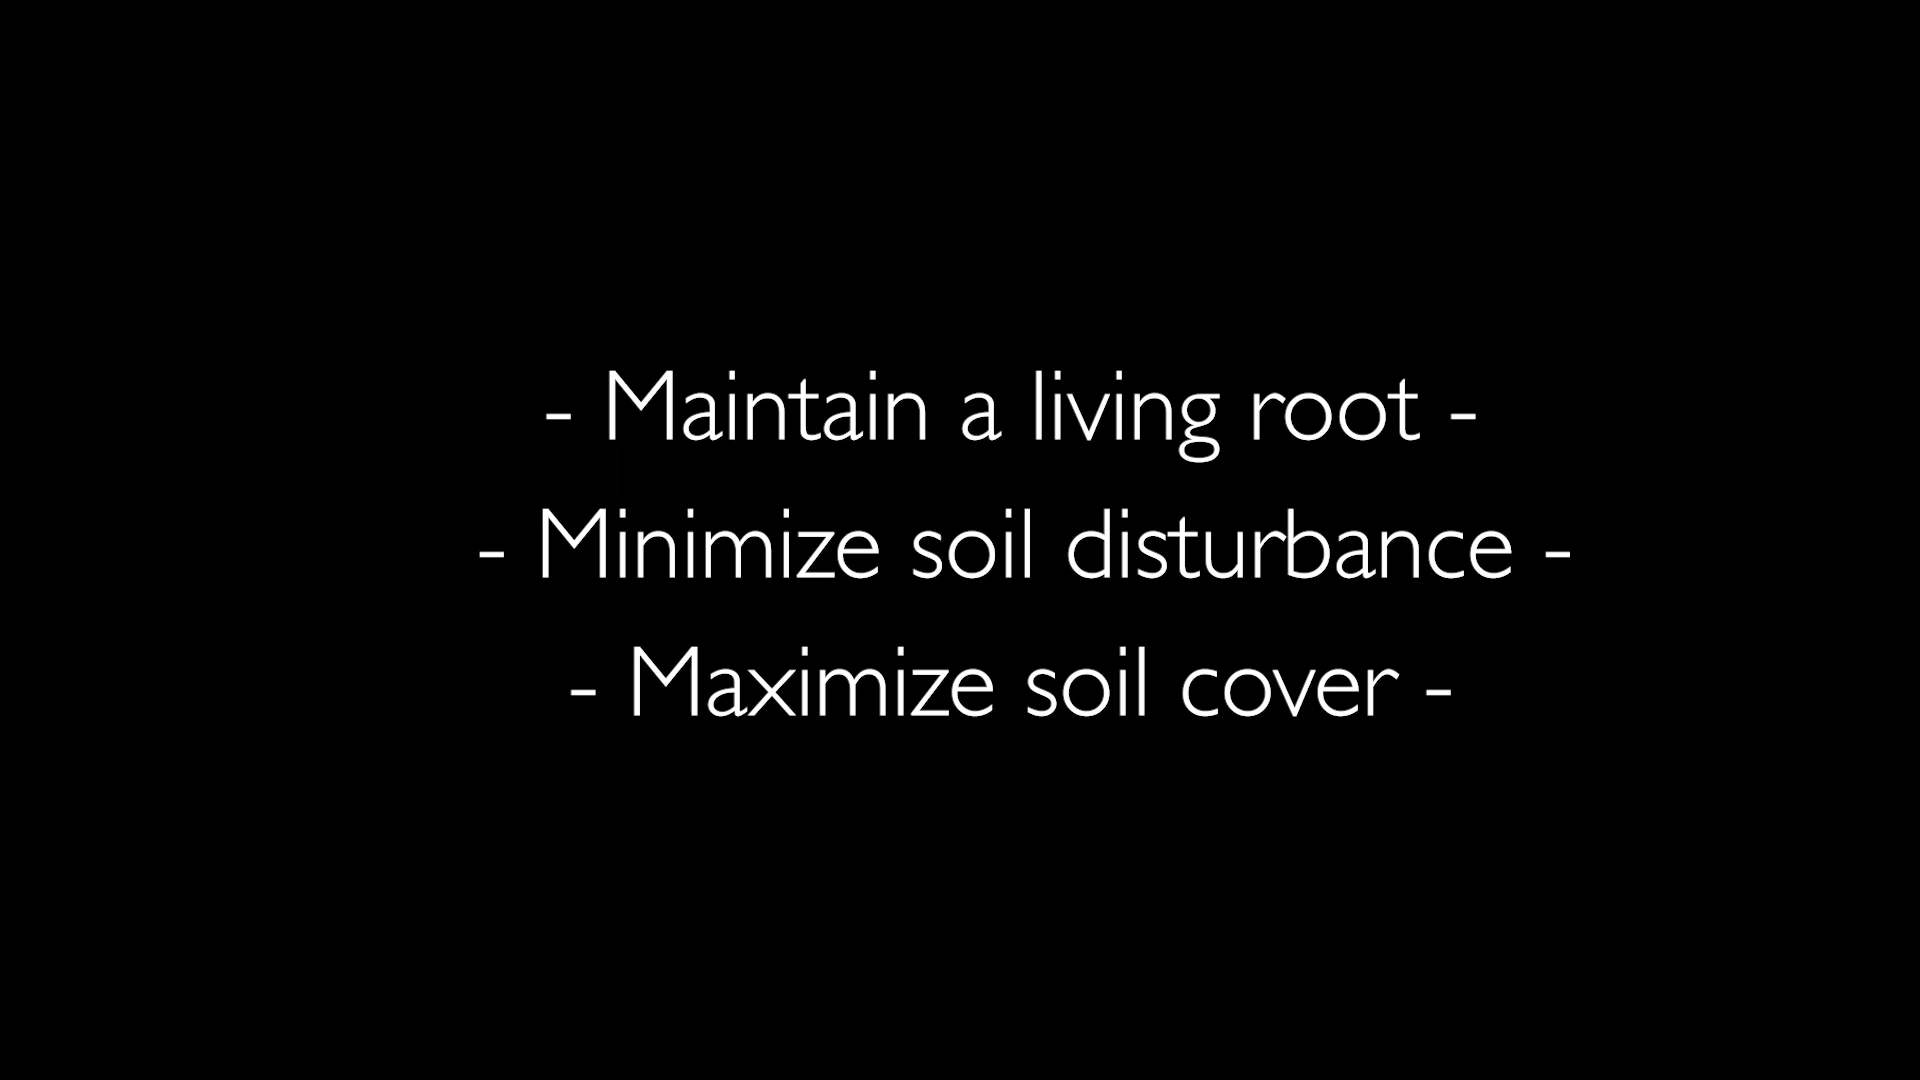 - Maintain a living root -
- Minimize soil disturbance -
- Maximize soil cover -